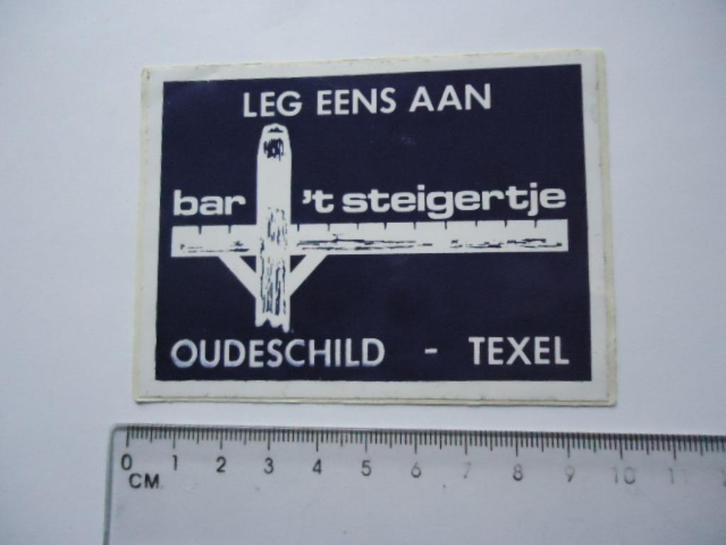 LEG EENS AAN
bar 't steigertje
OUDESCHILD - TEXEL
0 1 2 3 4 5 6 7 8 9 10 11
CM